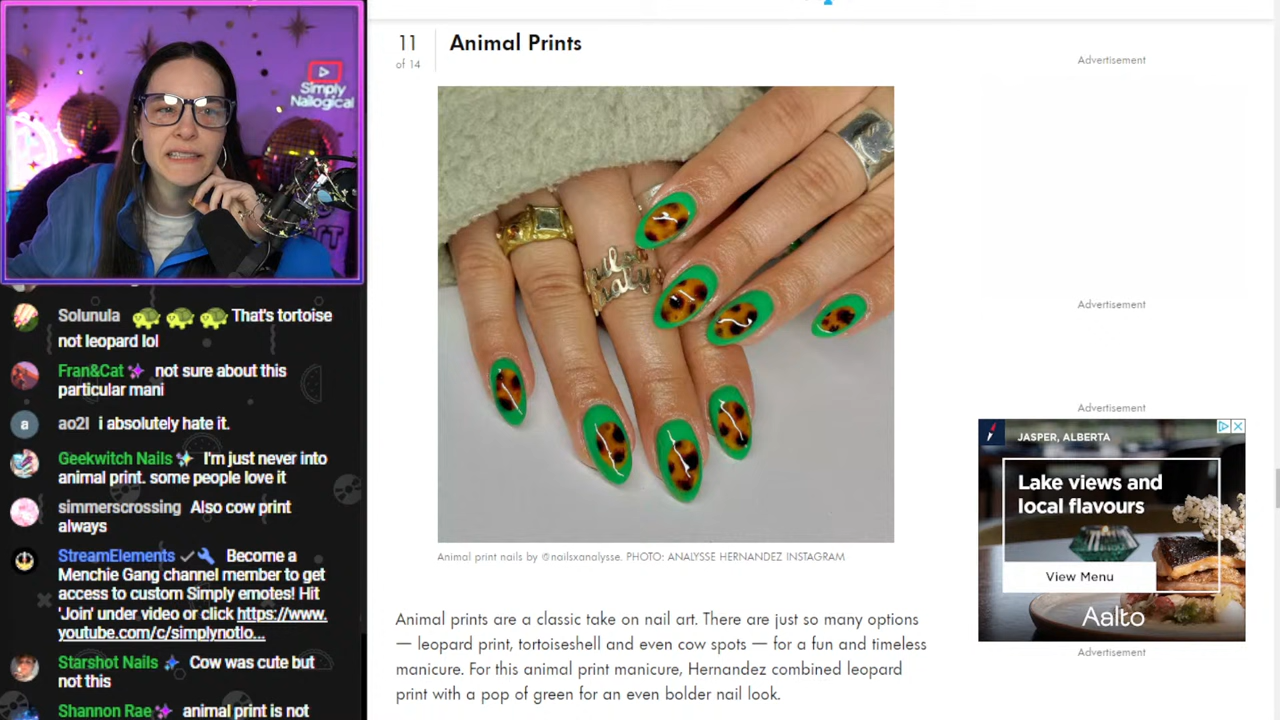 Simply
Nailogical
Solunula 🐢 🐢 🐢 That's tortoise
not leopard lol
Fran&Cat not sure about this
particular mani
a ao2l i absolutely hate it.
Geekwitch Nails I'm just never into
animal print. some people love it
simmerscrossing Also cow print
always
StreamElements Become a
Menchie Gang channel member to get
access to custom Simply emotes! Hit
'Join' under video or click https://www.
youtube.com/c/simplynotlo...
Starshot Nails Cow was cute but
not this
Shannon Rae animal print is not
11
of 14
Animal Prints
Animal print nails by @nailsxanalysse. PHOTO: ANALYSSE HERNANDEZ INSTAGRAM
Animal prints are a classic take on nail art. There are just so many options
— leopard print, tortoiseshell and even cow spots — for a fun and timeless
manicure. For this animal print manicure, Hernandez combined leopard
print with a pop of green for an even bolder nail look.
Advertisement
Advertisement
Advertisement
JASPER, ALBERTA
Lake views and
local flavours
View Menu
Aalto
Advertisement